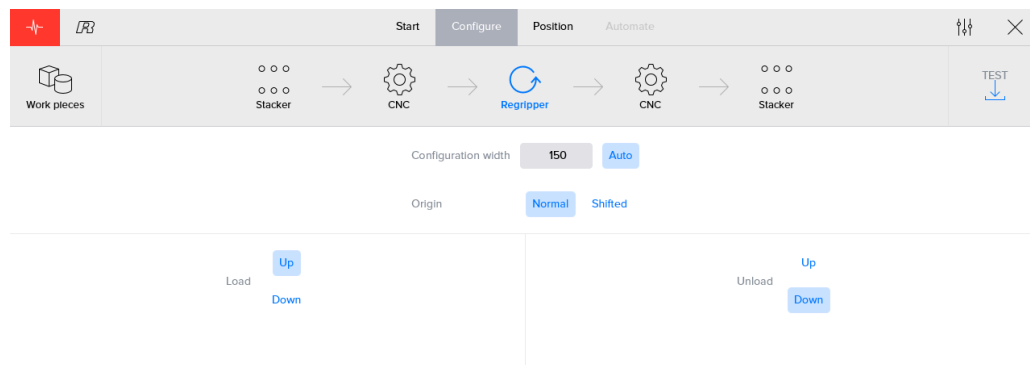 R
Start Configure Position Automate
Work pieces Stacker CNC Regripper CNC Stacker TEST
Configuration width 150 Auto
Origin Normal Shifted
Load Up Down
Unload Up Down